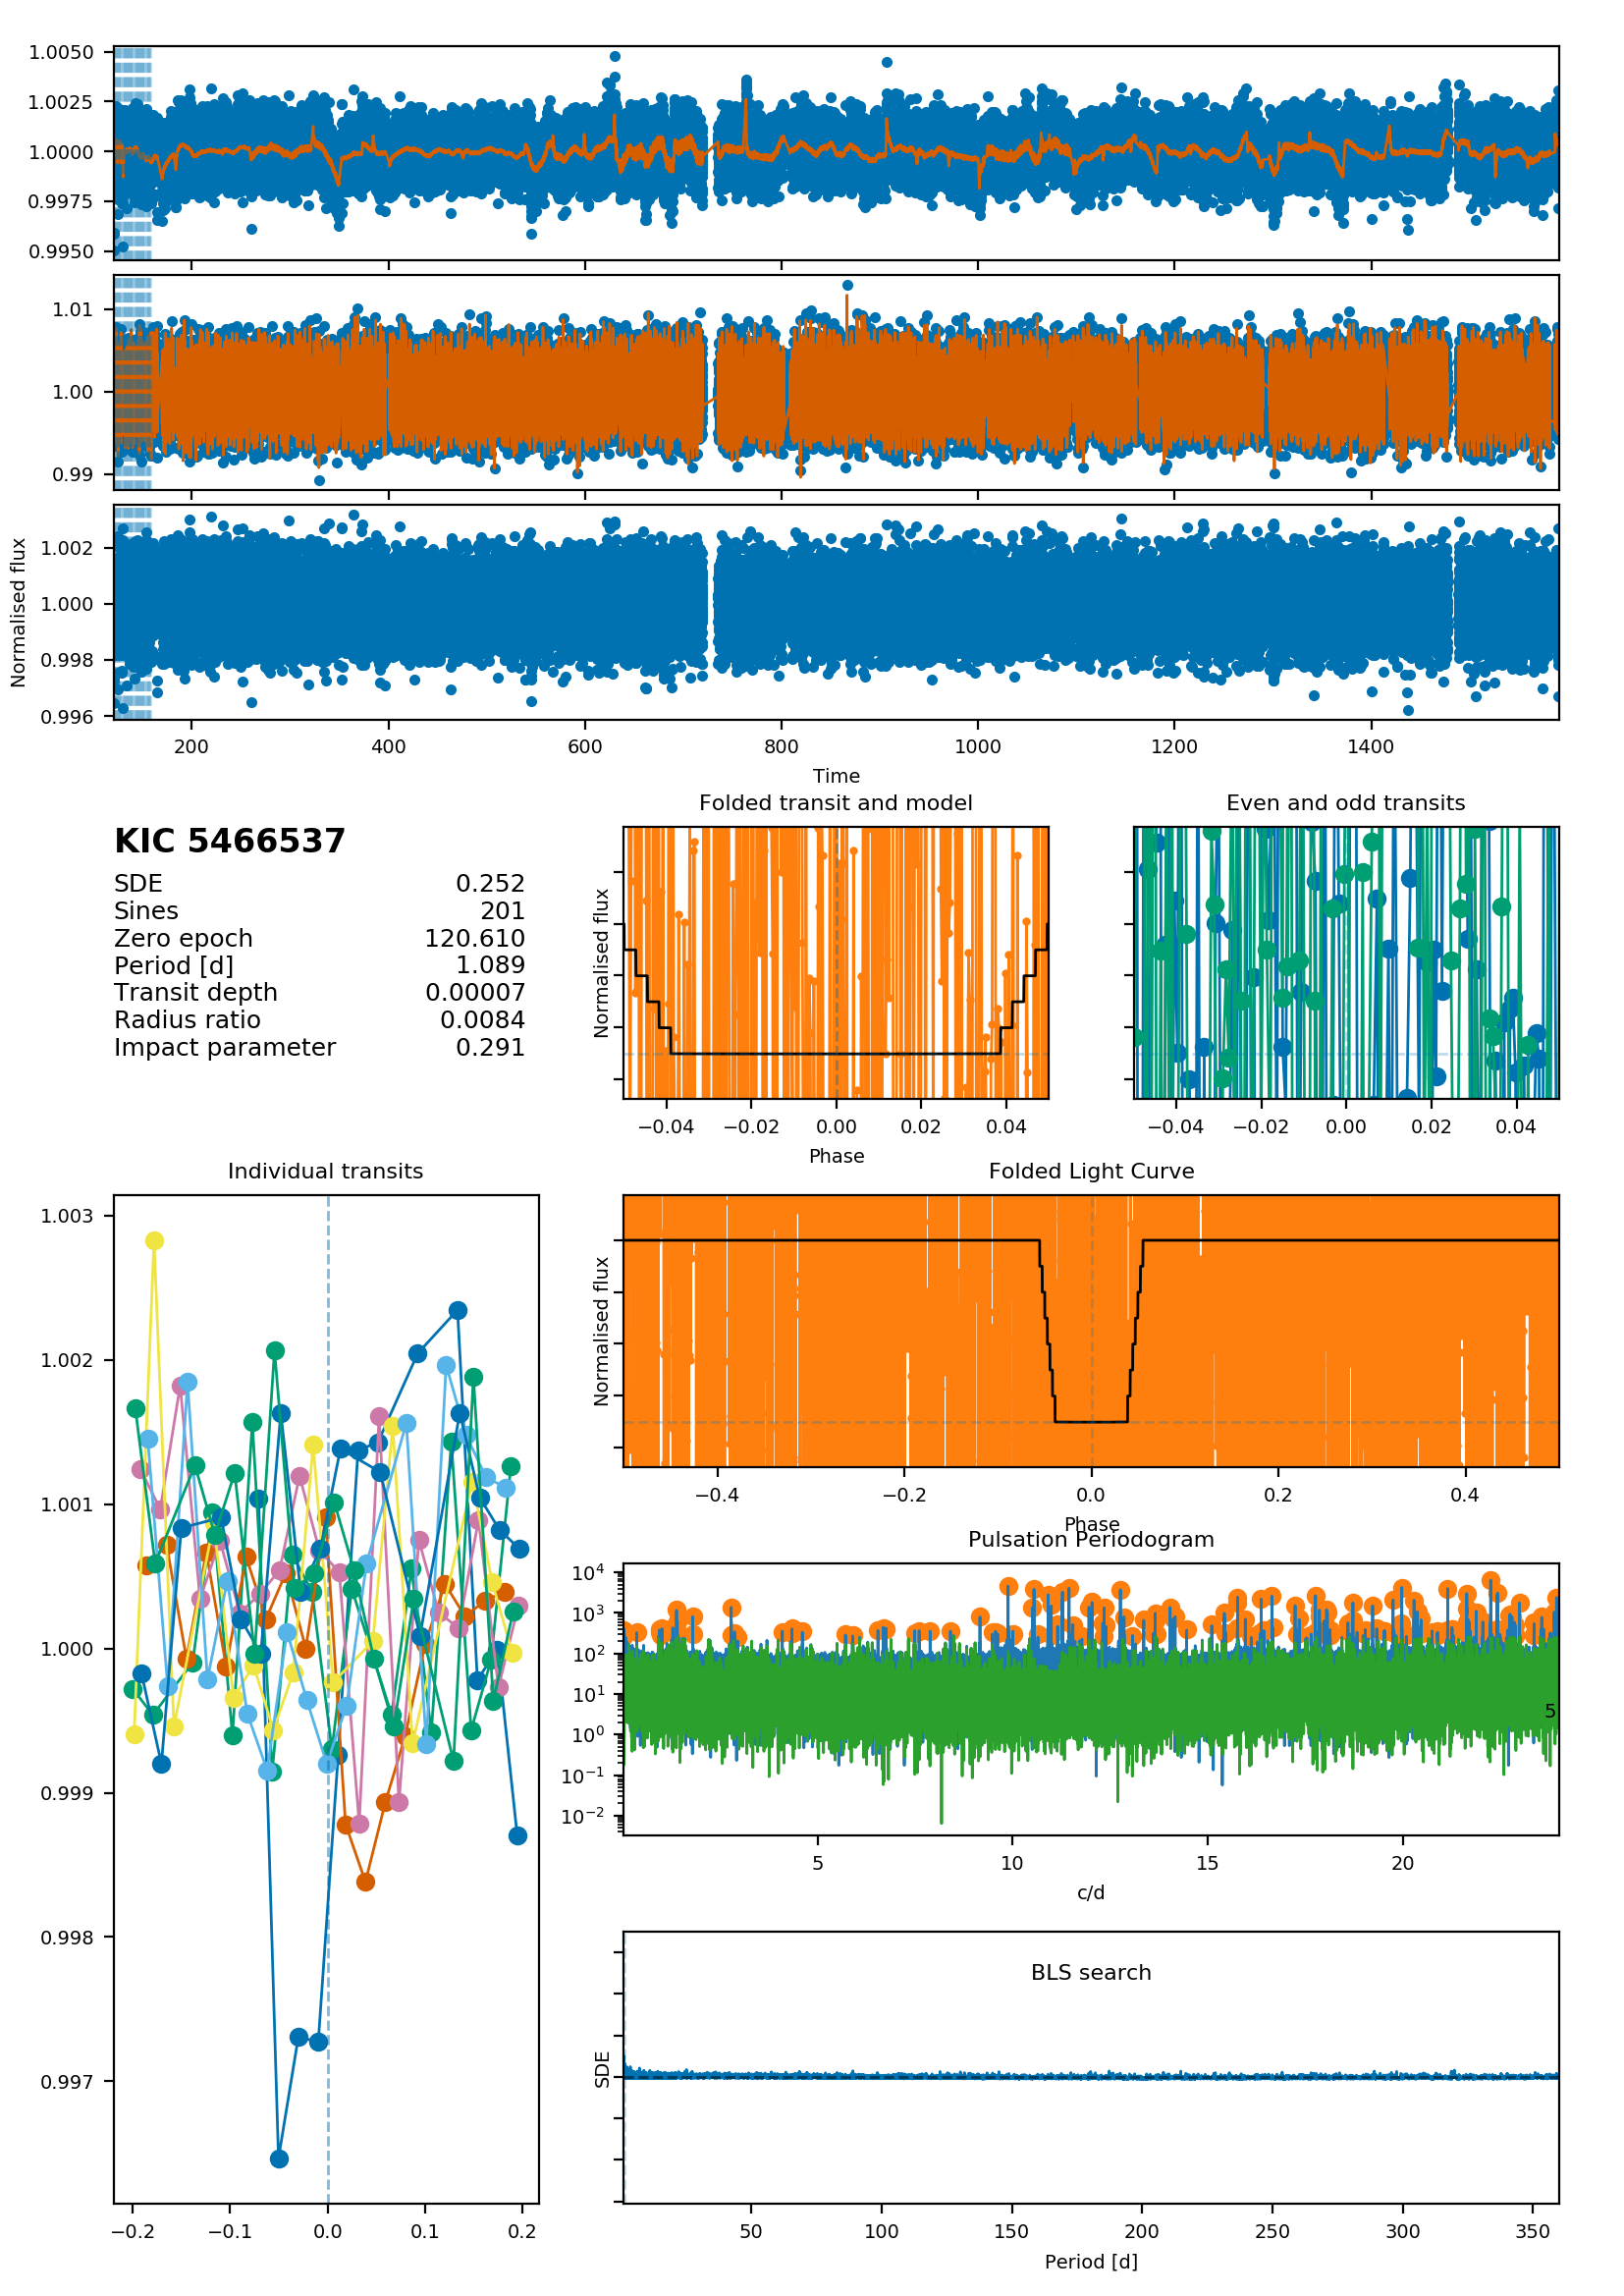 1.0050
1.0025
1.0000
0.9975
0.9950
1.01
1.00
0.99
Normalised flux
1.002
1.000
0.998
0.996
200 400 600 800 1000 1200 1400
Time
KIC 5466537
SDE 0.252
Sines 201
Zero epoch 120.610
Period [d] 1.089
Transit depth 0.00007
Radius ratio 0.0084
Impact parameter 0.291
Folded transit and model
Normalised flux
−0.04 −0.02 0.00 0.02 0.04
Phase
Even and odd transits
−0.04 −0.02 0.00 0.02 0.04
Individual transits
1.003
1.002
1.001
1.000
0.999
0.998
0.997
−0.2 −0.1 0.0 0.1 0.2
Folded Light Curve
Normalised flux
−0.4 −0.2 0.0 0.2 0.4
Phase
Pulsation Periodogram
10⁴
10³
10²
10¹
10⁰
10⁻¹
10⁻²
5
5 10 15 20
c/d
BLS search
SDE
50 100 150 200 250 300 350
Period [d]